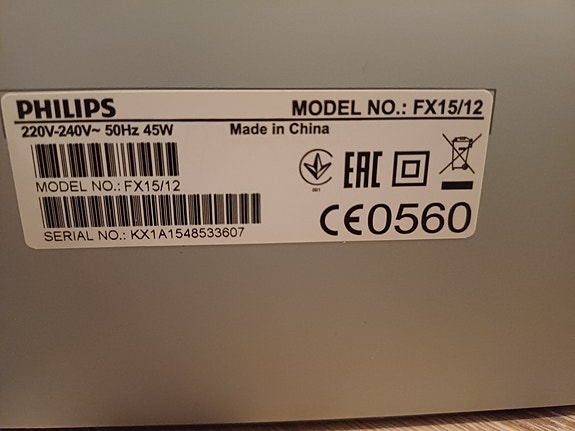 PHILIPS MODEL NO.: FX15/12
220V-240V~ 50Hz 45W Made in China
MODEL NO.: FX15/12
001 EAC
CE0560
SERIAL NO.: KX1A1548533607